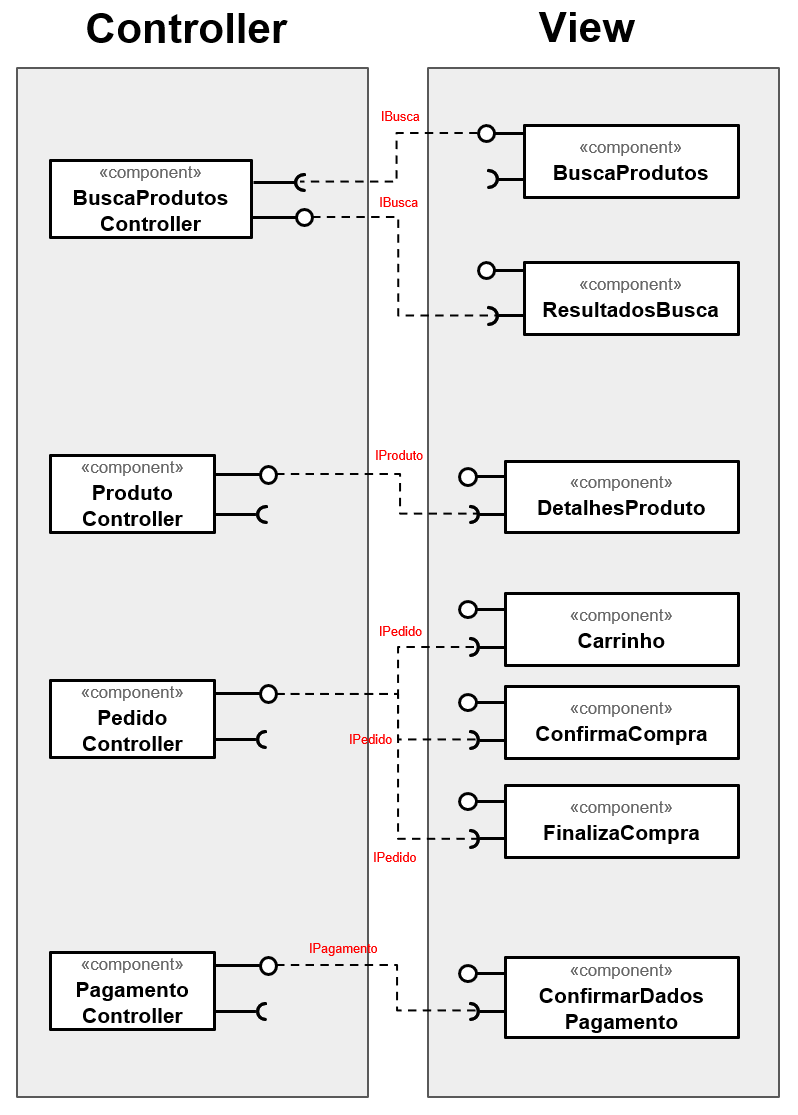 Controller
View
IBusca
«component»
BuscaProdutos
«component»
BuscaProdutos
Controller
IBusca
«component»
ResultadosBusca
IProduto
«component»
Produto
Controller
«component»
DetalhesProduto
IPedido
«component»
Carrinho
«component»
Pedido
Controller
IPedido
«component»
ConfirmaCompra
«component»
FinalizaCompra
IPedido
IPagamento
«component»
Pagamento
Controller
«component»
ConfirmarDados
Pagamento